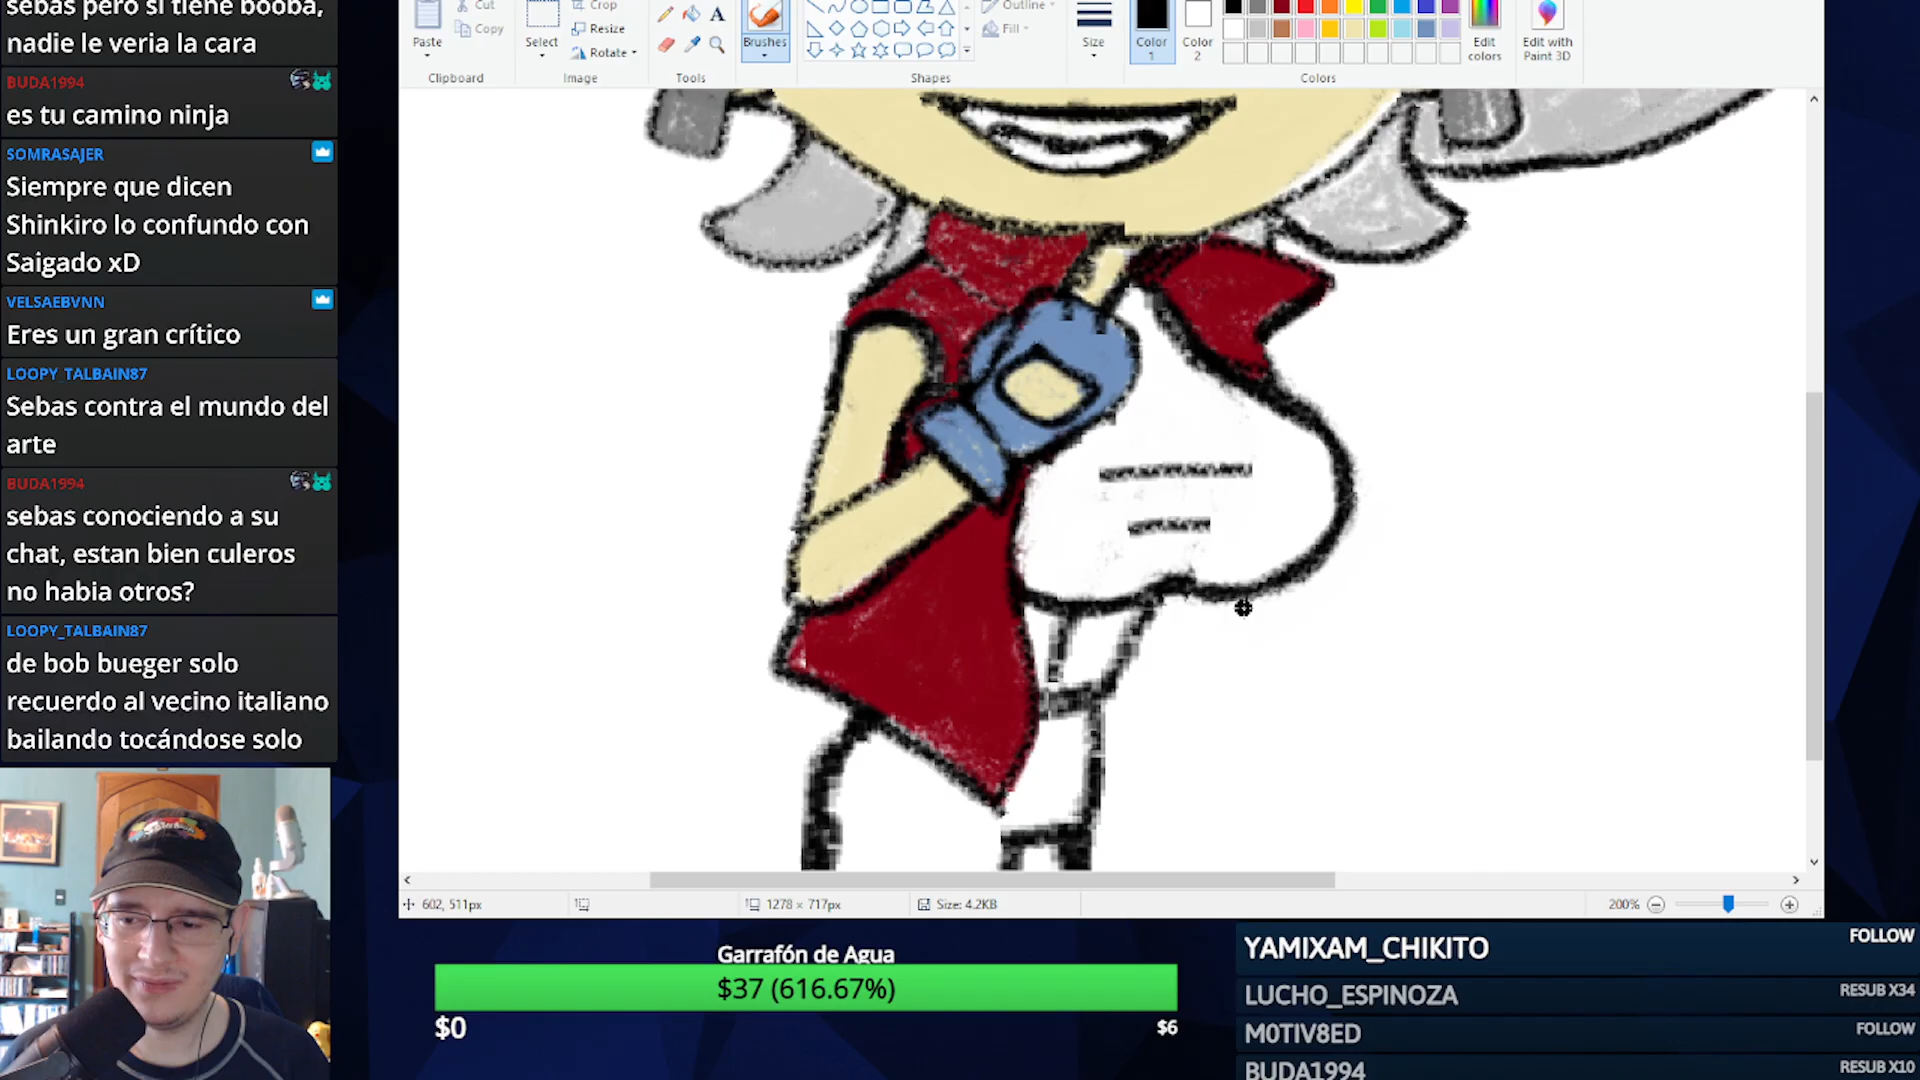 sebas pero si tiene booba,
nadie le veria la cara
BUDA1994
es tu camino ninja
SOMRASAJER
Siempre que dicen
Shinkiro lo confundo con
Saigado xD
VELSAEBVNN
Eres un gran crítico
LOOPY_TALBAIN87
Sebas contra el mundo del
arte
BUDA1994
sebas conociendo a su
chat, estan bien culeros
no habia otros?
LOOPY_TALBAIN87
de bob bueger solo
recuerdo al vecino italiano
bailando tocándose solo
Cut
Copy
Paste
Clipboard
Crop
Resize
Rotate
Select
Image
A
Tools
Brushes
Shapes
Outline
Fill
Size
Color
1
Color
2
Edit
colors
Colors
Edit with
Paint 3D
602, 511px
1278 × 717px
Size: 4.2KB
200%
Garrafón de Agua
$37 (616.67%)
$0
$6
YAMIXAM_CHIKITO FOLLOW
LUCHO_ESPINOZA RESUB X34
M0TIV8ED FOLLOW
BUDA1994 RESUB X10